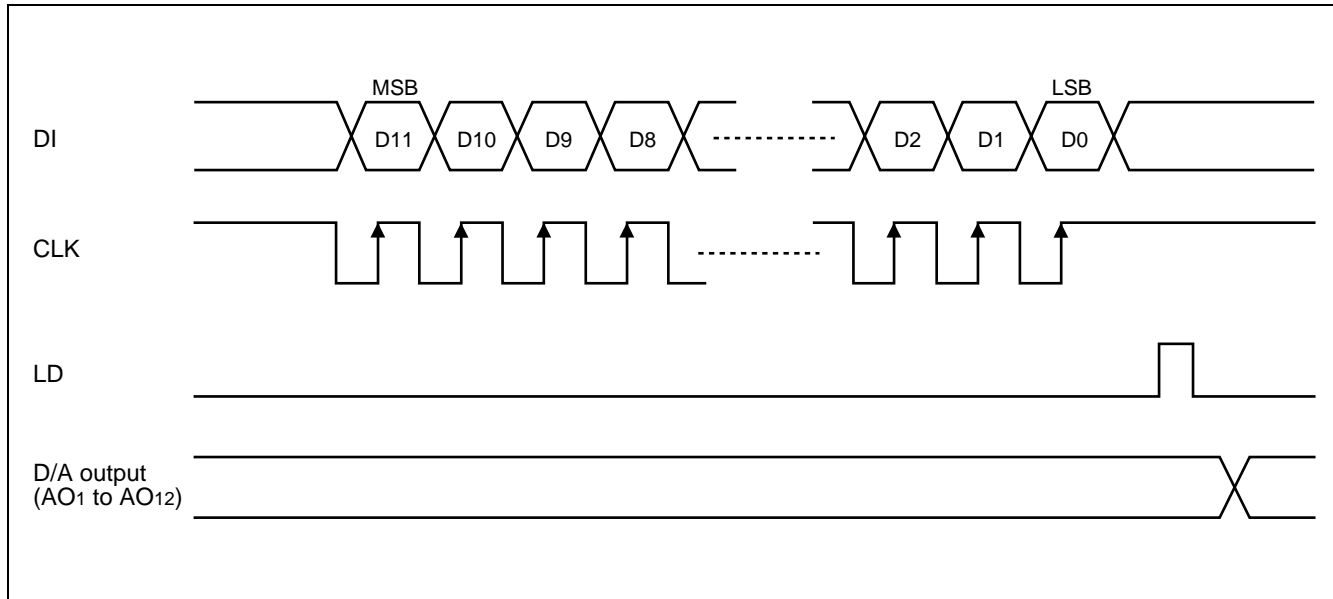 MSB LSB
DI D11 D10 D9 D8 D2 D1 D0
CLK
LD
D/A output
(AO1 to AO12)